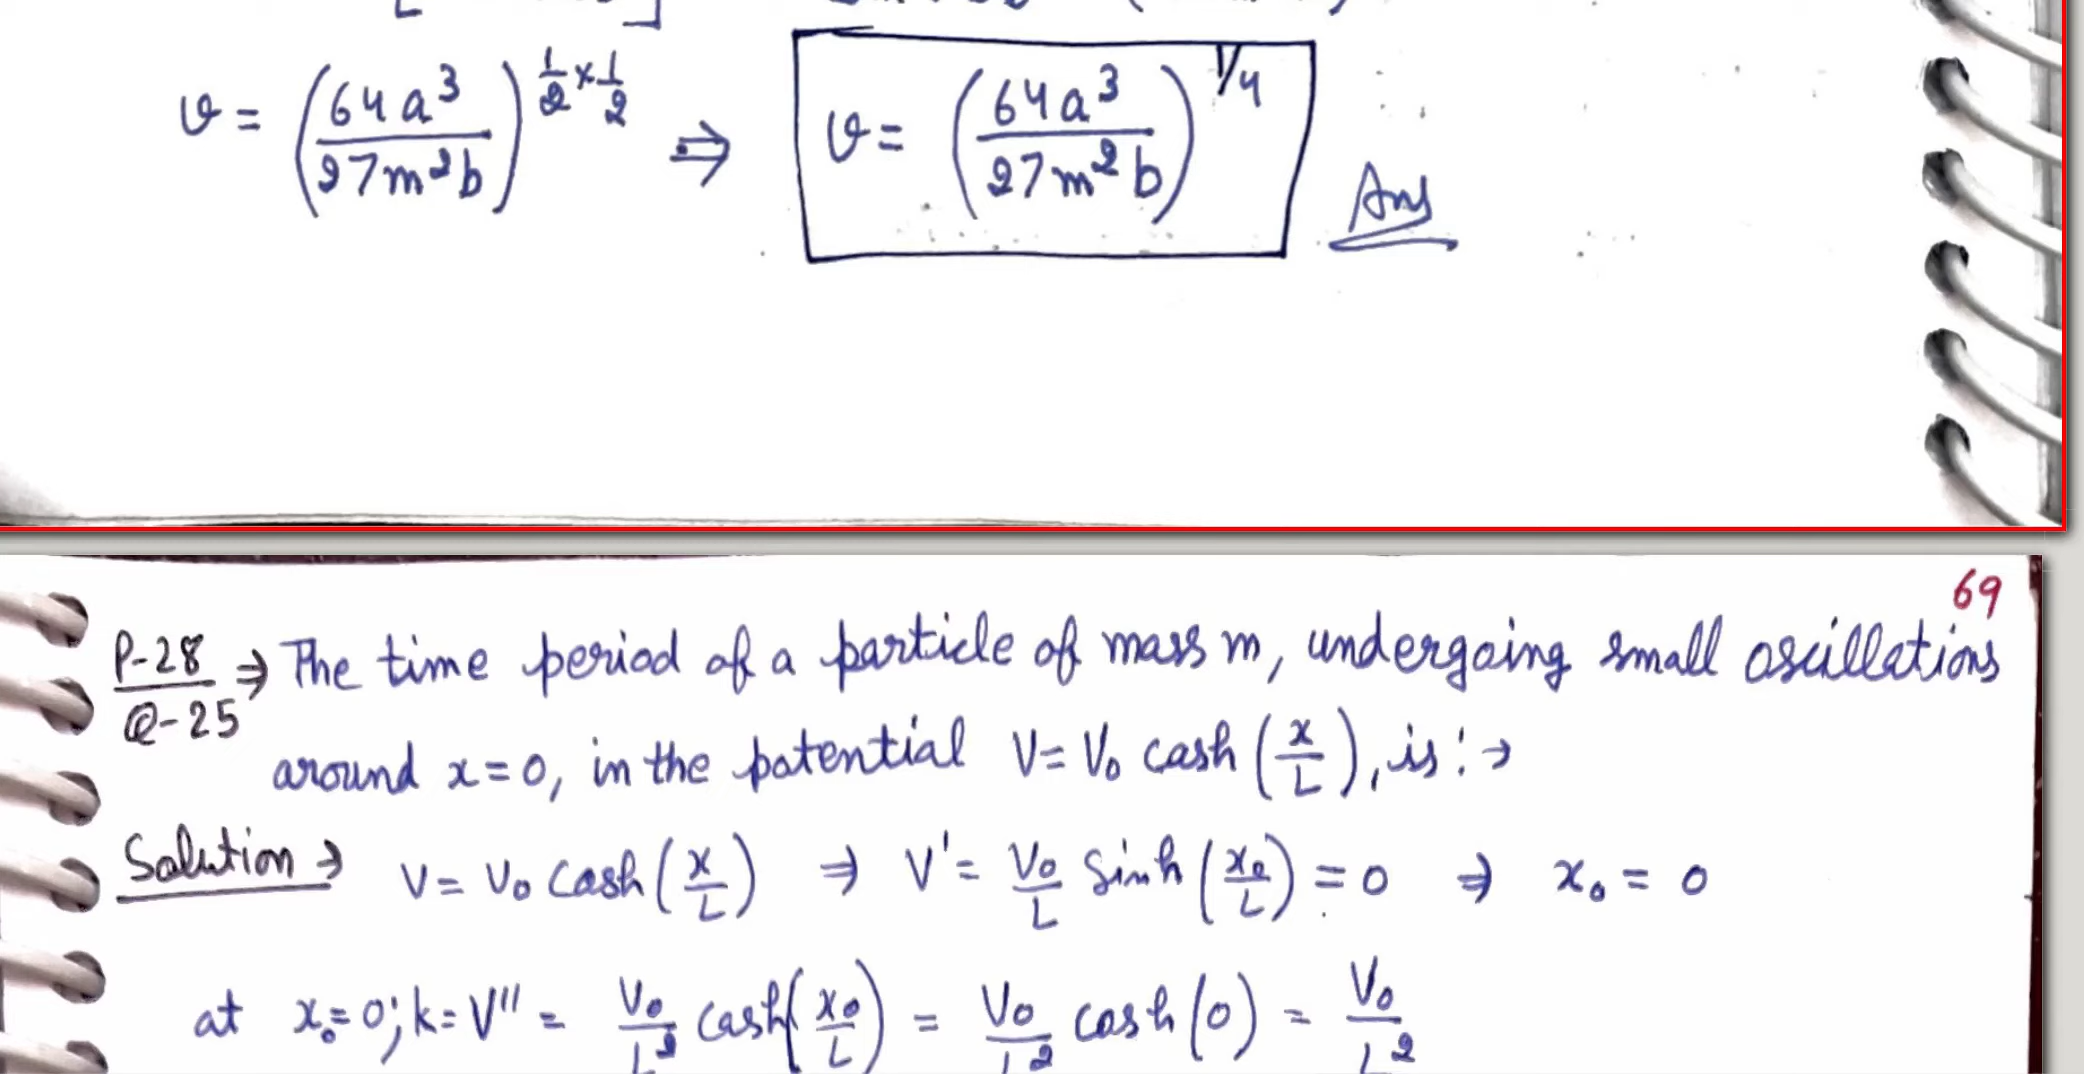 v = (64a³/27m²b)^(1/2 × 1/2) ⇒ v = (64a³/27m²b)^(1/4) Ans
69
P-28/Q-25 ⇒ The time period of a particle of mass m, undergoing small oscillations
around x=0, in the potential V= V₀ cosh (x/L), is :→
Solution → V= V₀ cosh (x/L) ⇒ V' = V₀/L Sinh (x₀/L) = 0 ⇒ x₀ = 0
at x₀=0; k= V'' = V₀/L² cosh (x₀/L) = V₀/L² cosh (0) = V₀/L²